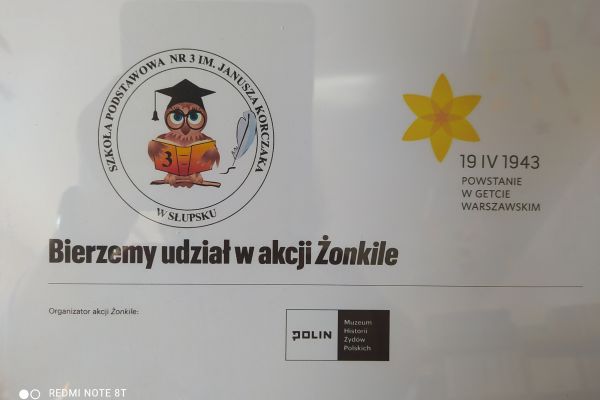 SZKOŁA PODSTAWOWA NR 3 IM. JANUSZA KORCZAKA
3
W SŁUPSKU
19 IV 1943
POWSTANIE
W GETCIE
WARSZAWSKIM
Bierzemy udział w akcji Żonkile
Organizator akcji Żonkile:
POLIN
Muzeum
Historii
Żydów
Polskich
REDMI NOTE 8T